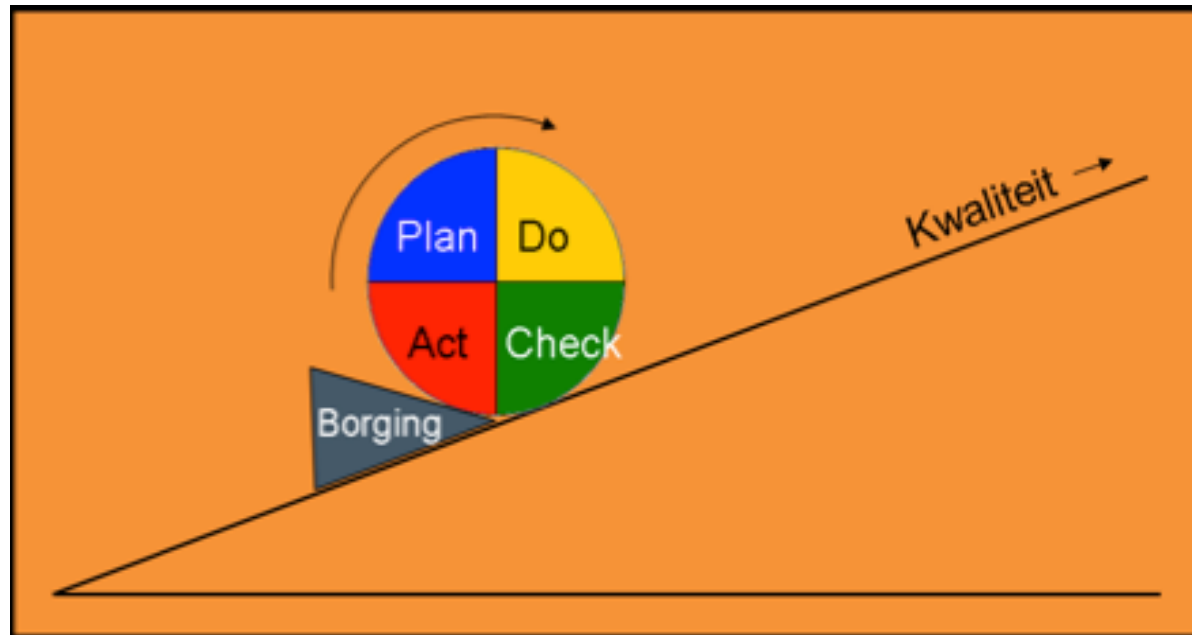 Plan
Do
Act
Check
Borging
Kwaliteit →